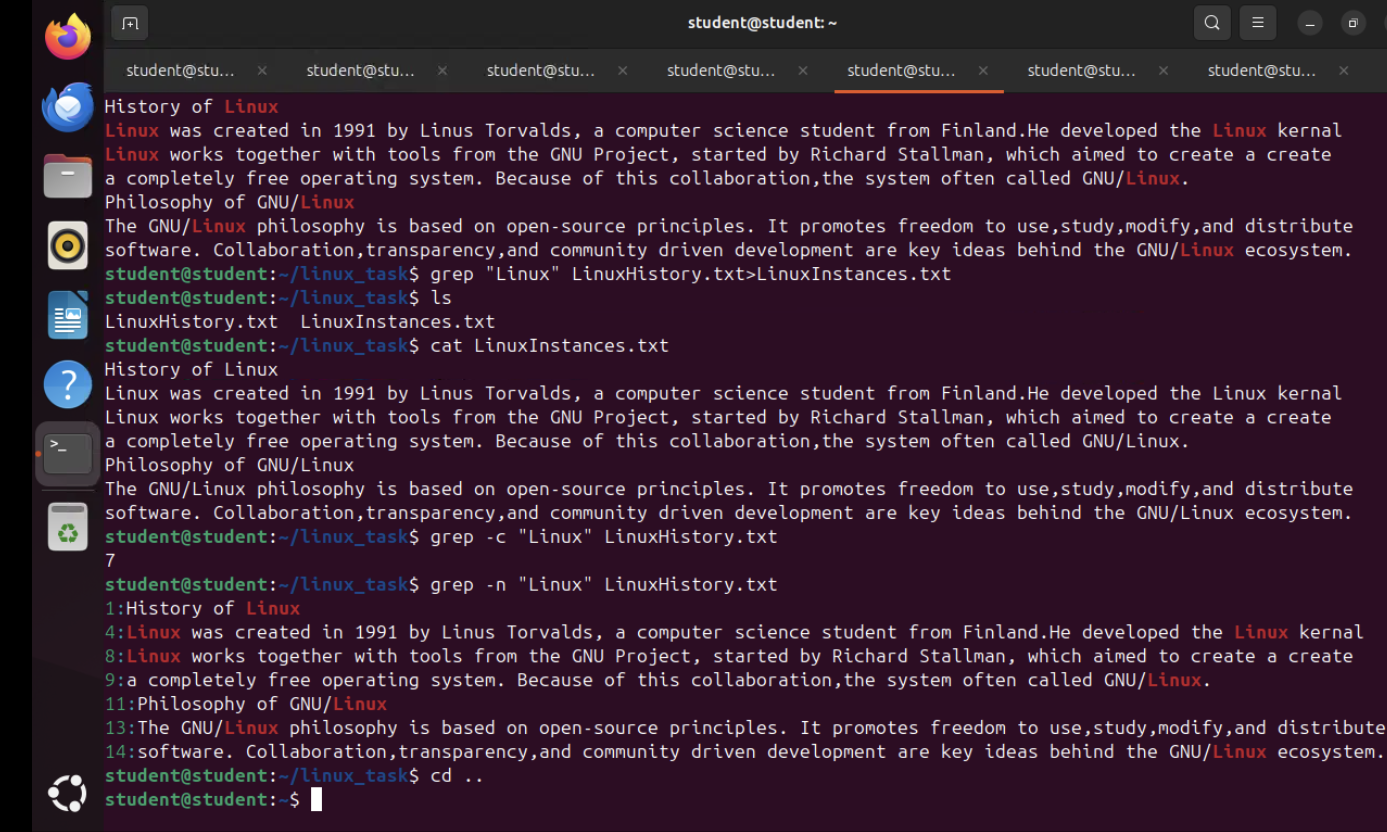 student@student: ~
student@stu... × student@stu... × student@stu... × student@stu... × student@stu... × student@stu... × student@stu... ×
History of Linux
Linux was created in 1991 by Linus Torvalds, a computer science student from Finland.He developed the Linux kernel
Linux works together with tools from the GNU Project, started by Richard Stallman, which aimed to create a create
a completely free operating system. Because of this collaboration,the system often called GNU/Linux.
Philosophy of GNU/Linux
The GNU/Linux philosophy is based on open-source principles. It promotes freedom to use,study,modify,and distribute
software. Collaboration,transparency,and community driven development are key ideas behind the GNU/Linux ecosystem.
student@student:~/linux_task$ grep "Linux" LinuxHistory.txt>LinuxInstances.txt
student@student:~/linux_task$ ls
LinuxHistory.txt  LinuxInstances.txt
student@student:~/linux_task$ cat LinuxInstances.txt
History of Linux
Linux was created in 1991 by Linus Torvalds, a computer science student from Finland.He developed the Linux kernel
Linux works together with tools from the GNU Project, started by Richard Stallman, which aimed to create a create
a completely free operating system. Because of this collaboration,the system often called GNU/Linux.
Philosophy of GNU/Linux
The GNU/Linux philosophy is based on open-source principles. It promotes freedom to use,study,modify,and distribute
software. Collaboration,transparency,and community driven development are key ideas behind the GNU/Linux ecosystem.
student@student:~/linux_task$ grep -c "Linux" LinuxHistory.txt
7
student@student:~/linux_task$ grep -n "Linux" LinuxHistory.txt
1:History of Linux
4:Linux was created in 1991 by Linus Torvalds, a computer science student from Finland.He developed the Linux kernel
8:Linux works together with tools from the GNU Project, started by Richard Stallman, which aimed to create a create
9:a completely free operating system. Because of this collaboration,the system often called GNU/Linux.
11:Philosophy of GNU/Linux
13:The GNU/Linux philosophy is based on open-source principles. It promotes freedom to use,study,modify,and distribute
14:software. Collaboration,transparency,and community driven development are key ideas behind the GNU/Linux ecosystem.
student@student:~/linux_task$ cd ..
student@student:~$